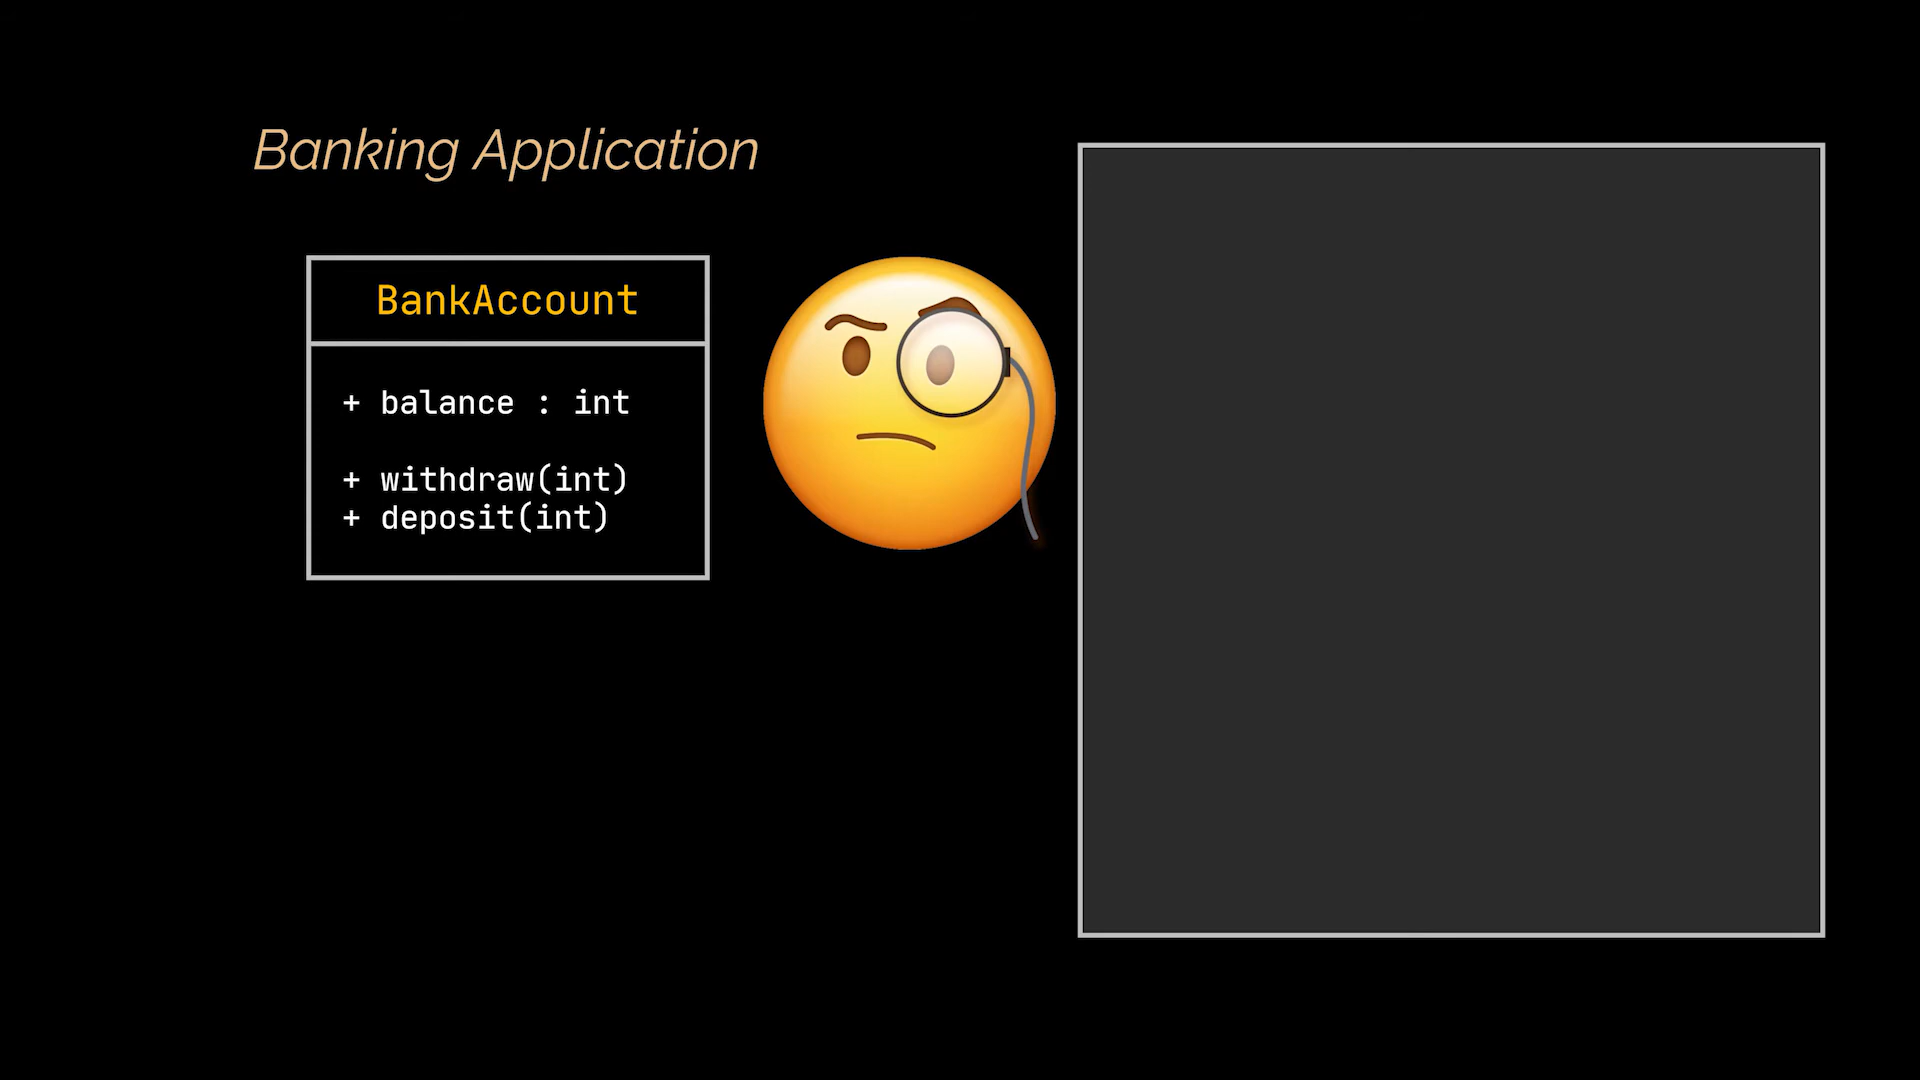 Banking Application
BankAccount
+ balance : int
+ withdraw(int)
+ deposit(int)